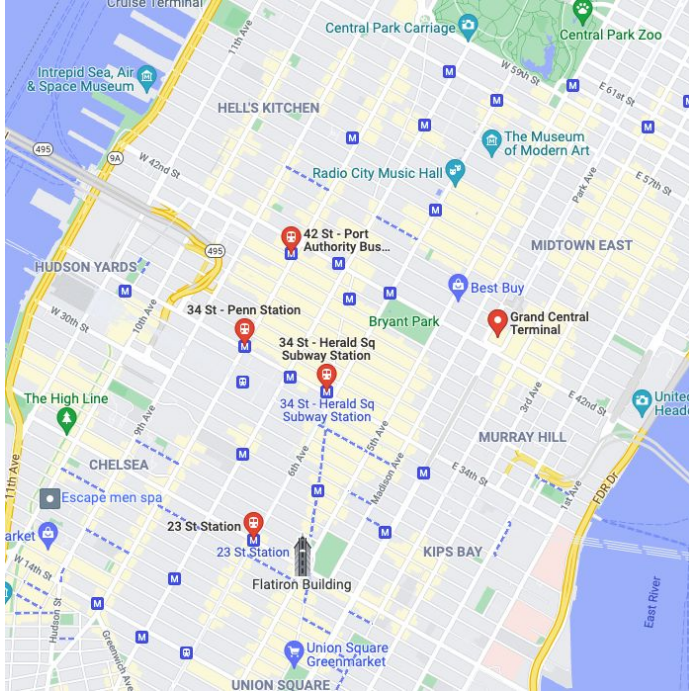 Cruise Terminal
11th Ave
Central Park Carriage
Central Park Zoo
W 59th St
E 61st St
Intrepid Sea, Air
& Space Museum
HELL'S KITCHEN
M
M
M
M
M
The Museum
of Modern Art
495
9A
W 42nd St
Radio City Music Hall
Park Ave
E 57th St
M
42 St - Port
Authority Bus...
M
M
495
MIDTOWN EAST
HUDSON YARDS
M
M
Best Buy
10th Ave
34 St - Penn Station
M
Bryant Park
Grand Central
Terminal
W 30th St
34 St - Herald Sq
Subway Station
M
34 St - Herald Sq
Subway Station
The High Line
9th Ave
3rd Ave
E 42nd St
United
Head
5th Ave
6th Ave
MURRAY HILL
CHELSEA
M
Madison Ave
E 34th St
11th Ave
Escape men spa
M
1st Ave
FDR Dr
23 St Station
M
23 St Station
arket
M
KIPS BAY
W 14th St
Flatiron Building
M
M
East River
Hudson St
Greenwich Ave
M
Union Square
Greenmarket
UNION SQUARE